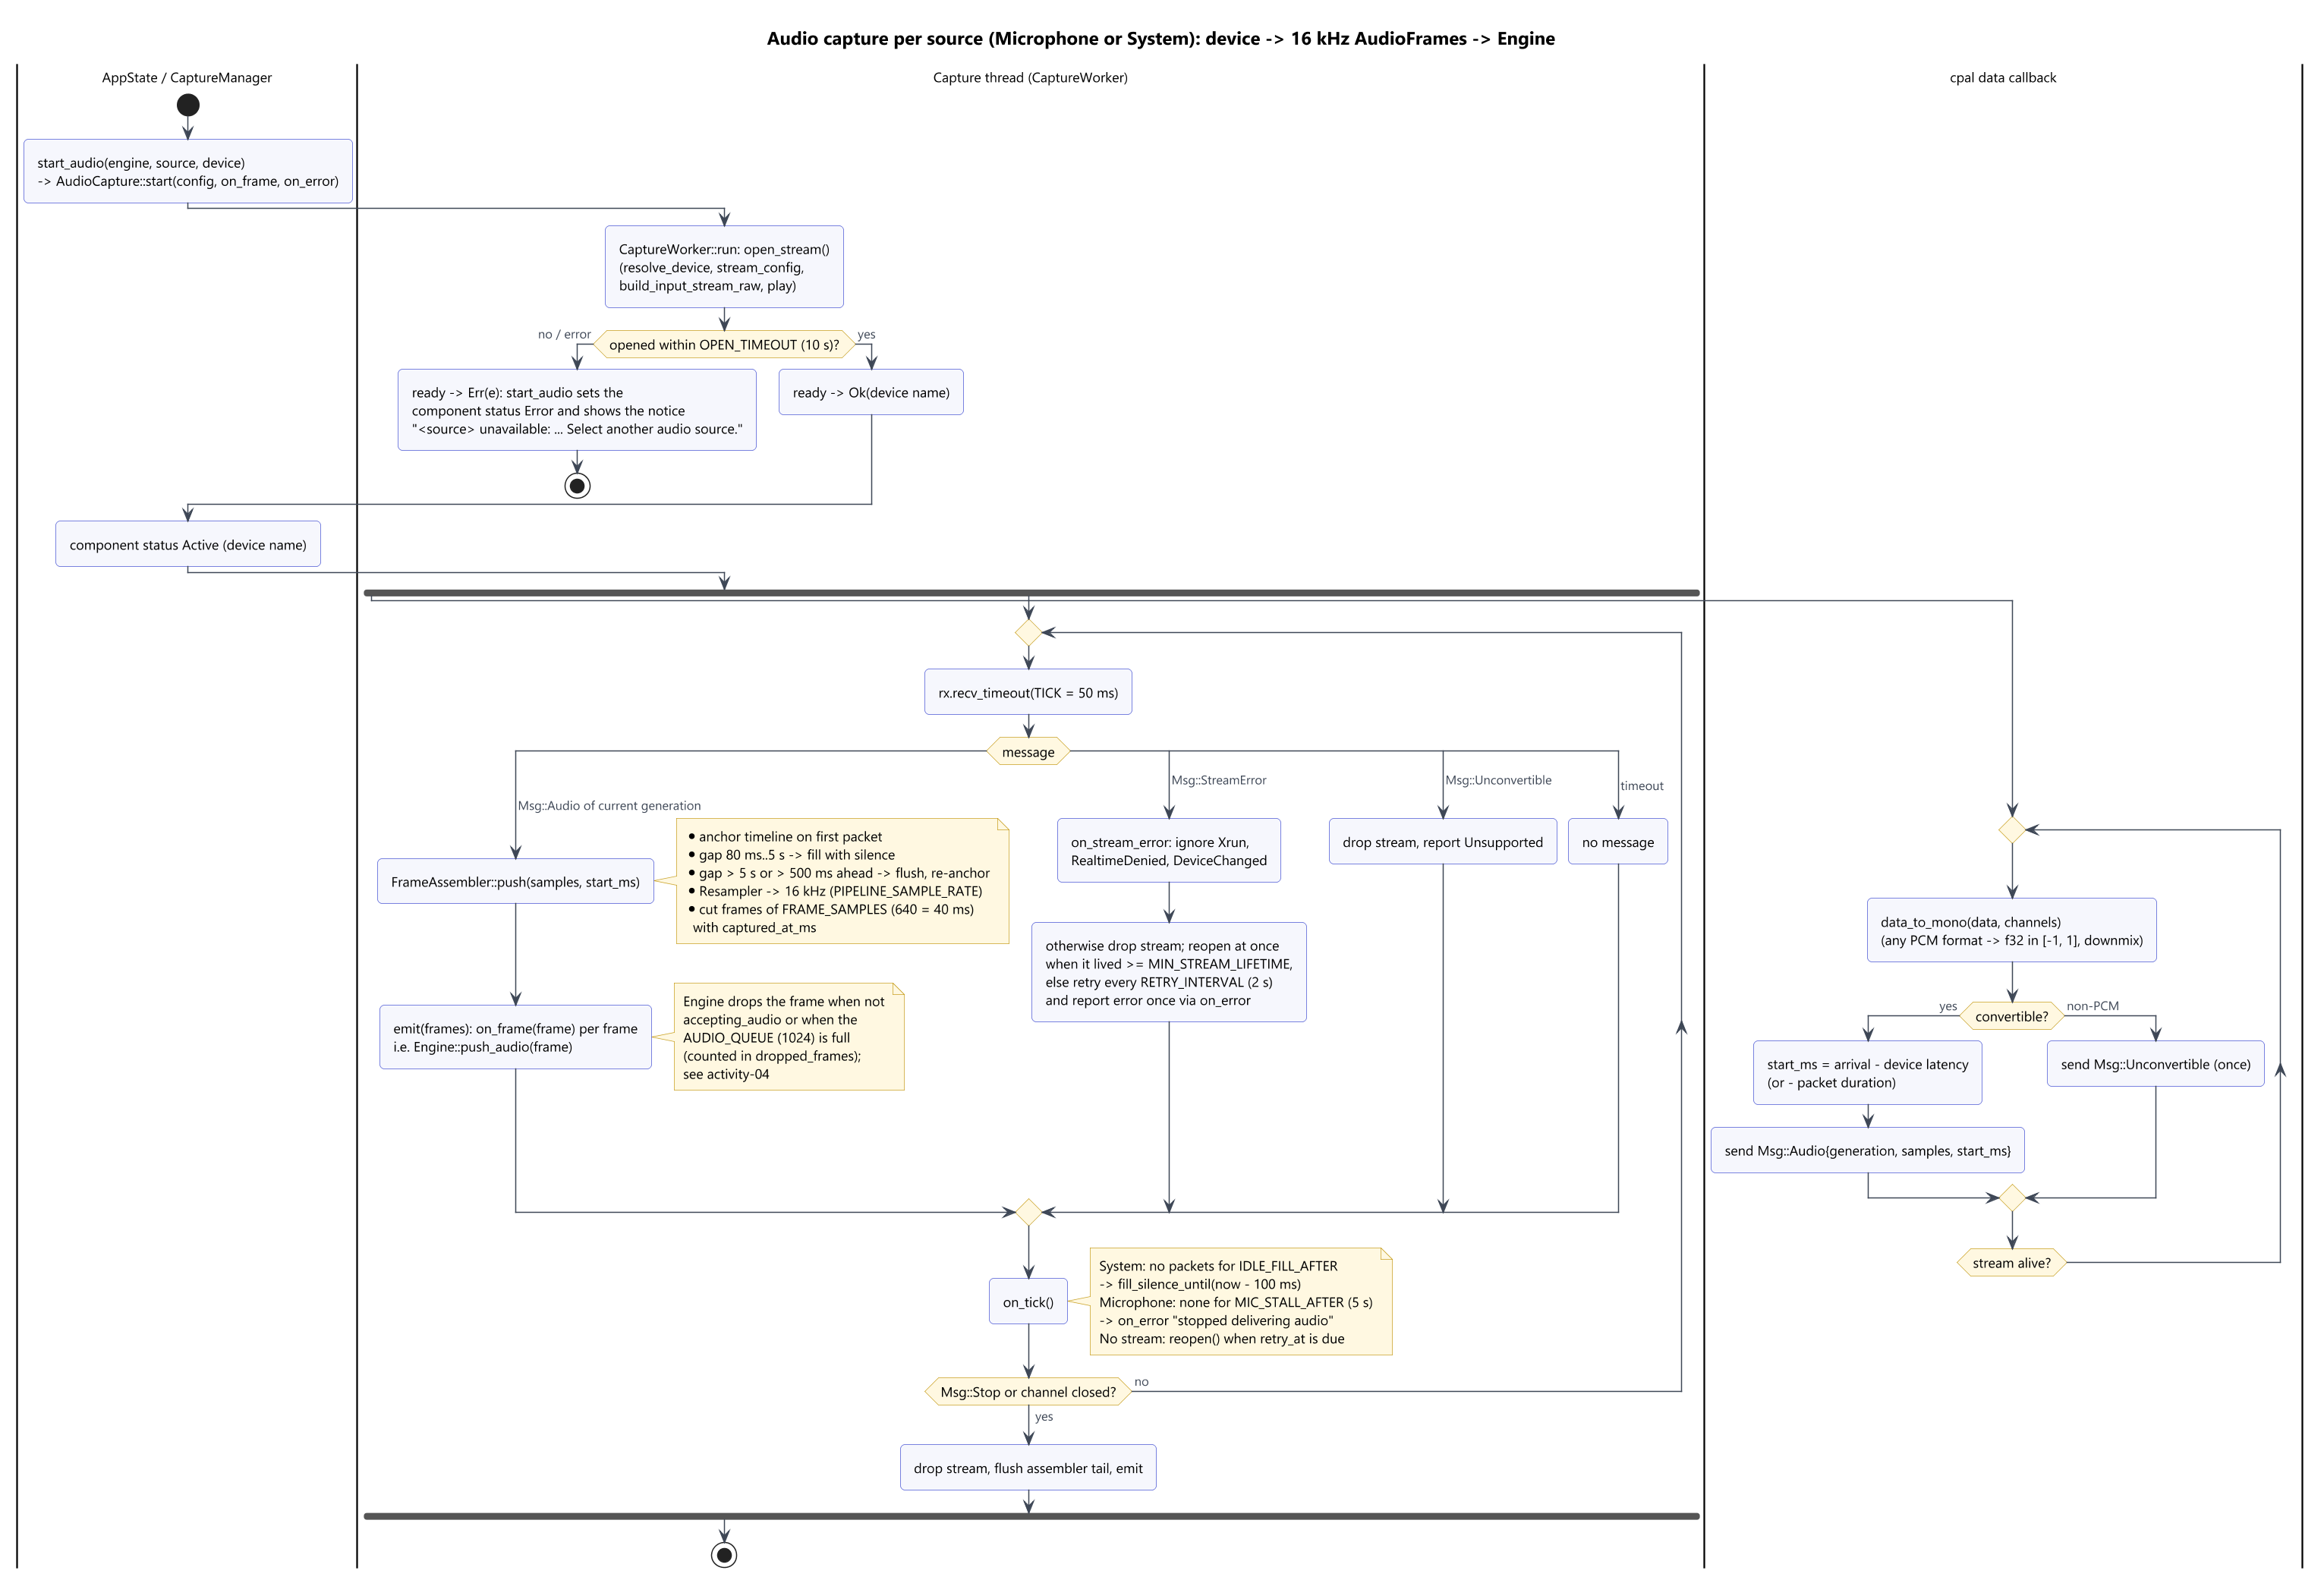 Audio capture per source (Microphone or System): device -> 16 kHz AudioFrames -> Engine
AppState / CaptureManager
Capture thread (CaptureWorker)
cpal data callback
start_audio(engine, source, device)
-> AudioCapture::start(config, on_frame, on_error)
CaptureWorker::run: open_stream()
(resolve_device, stream_config,
build_input_stream_raw, play)
no / error
opened within OPEN_TIMEOUT (10 s)?
yes
ready -> Err(e): start_audio sets the
component status Error and shows the notice
"<source> unavailable: ... Select another audio source."
ready -> Ok(device name)
component status Active (device name)
rx.recv_timeout(TICK = 50 ms)
message
Msg::Audio of current generation
Msg::StreamError
Msg::Unconvertible
timeout
FrameAssembler::push(samples, start_ms)
• anchor timeline on first packet
• gap 80 ms..5 s -> fill with silence
• gap > 5 s or > 500 ms ahead -> flush, re-anchor
• Resampler -> 16 kHz (PIPELINE_SAMPLE_RATE)
• cut frames of FRAME_SAMPLES (640 = 40 ms)
with captured_at_ms
on_stream_error: ignore Xrun,
RealtimeDenied, DeviceChanged
drop stream, report Unsupported
no message
otherwise drop stream; reopen at once
when it lived >= MIN_STREAM_LIFETIME,
else retry every RETRY_INTERVAL (2 s)
and report error once via on_error
emit(frames): on_frame(frame) per frame
i.e. Engine::push_audio(frame)
Engine drops the frame when not
accepting_audio or when the
AUDIO_QUEUE (1024) is full
(counted in dropped_frames);
see activity-04
data_to_mono(data, channels)
(any PCM format -> f32 in [-1, 1], downmix)
yes
convertible?
non-PCM
start_ms = arrival - device latency
(or - packet duration)
send Msg::Unconvertible (once)
send Msg::Audio{generation, samples, start_ms}
stream alive?
on_tick()
System: no packets for IDLE_FILL_AFTER
-> fill_silence_until(now - 100 ms)
Microphone: none for MIC_STALL_AFTER (5 s)
-> on_error "stopped delivering audio"
No stream: reopen() when retry_at is due
Msg::Stop or channel closed?
no
yes
drop stream, flush assembler tail, emit